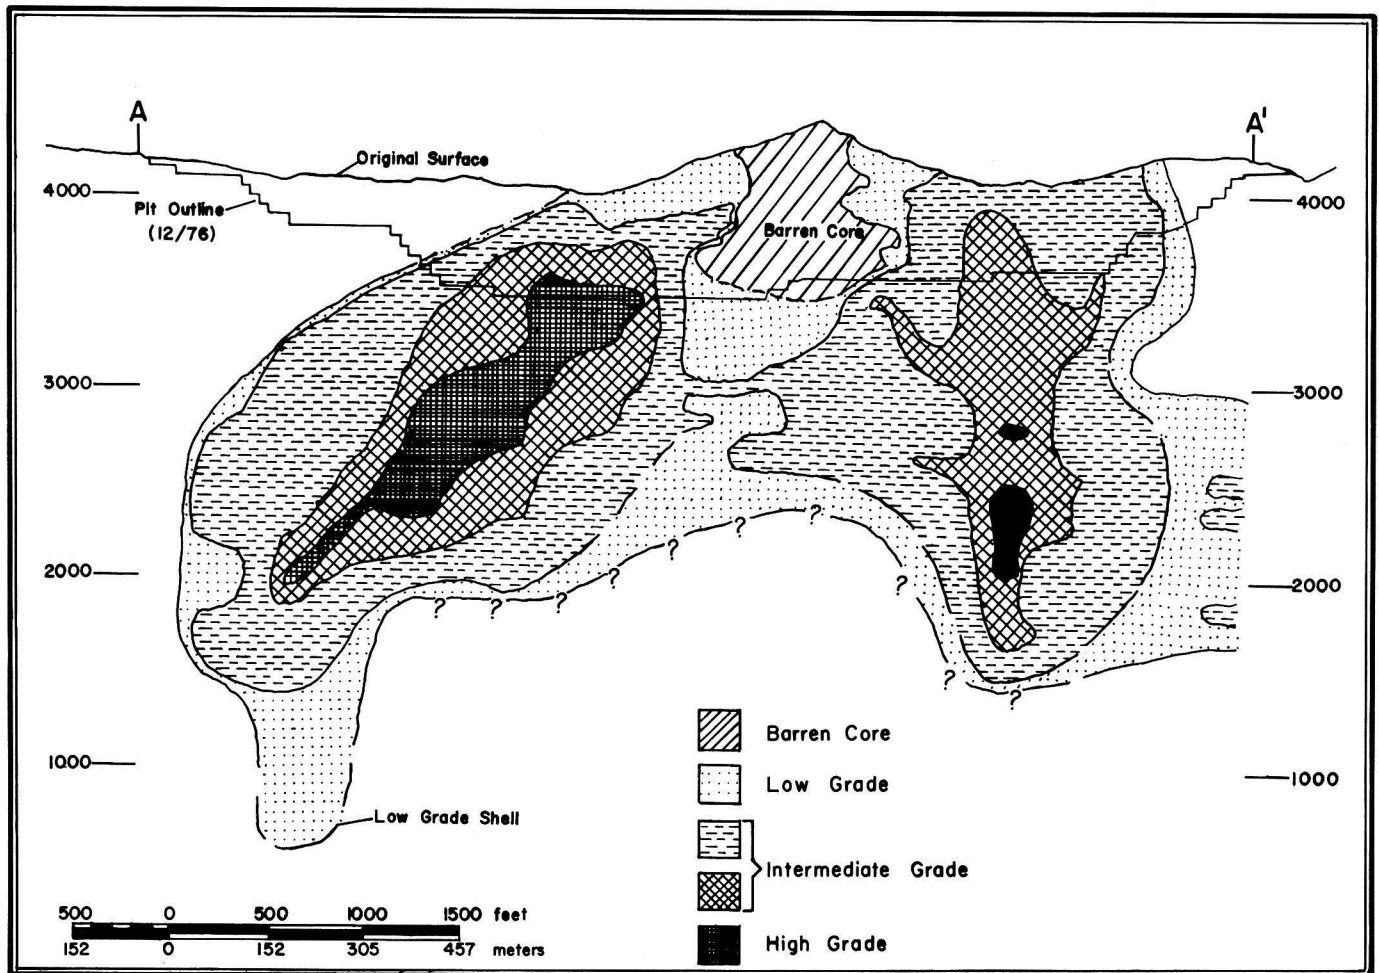 A
A'
Original Surface
4000
4000
Pit Outline
(12/76)
Barren Core
3000
3000
2000
2000
? ? ? ? ? ? ? ? ? ?
1000
1000
Low Grade Shell
Barren Core
Low Grade
Intermediate Grade
High Grade
500 0 500 1000 1500 feet
152 0 152 305 457 meters